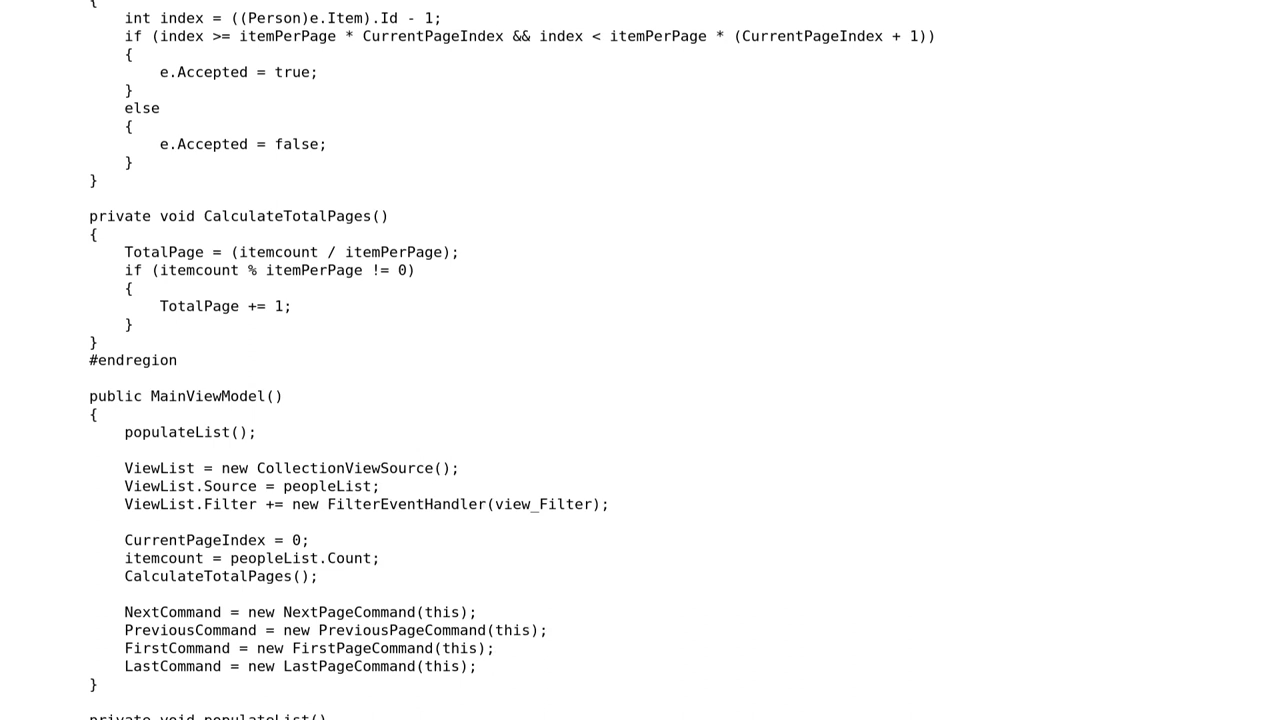 {
int index = ((Person)e.Item).Id - 1;
if (index >= itemPerPage * CurrentPageIndex && index < itemPerPage * (CurrentPageIndex + 1))
{
e.Accepted = true;
}
else
{
e.Accepted = false;
}
}
private void CalculateTotalPages()
{
TotalPage = (itemcount / itemPerPage);
if (itemcount % itemPerPage != 0)
{
TotalPage += 1;
}
}
#endregion
public MainViewModel()
{
populateList();
ViewList = new CollectionViewSource();
ViewList.Source = peopleList;
ViewList.Filter += new FilterEventHandler(view_Filter);
CurrentPageIndex = 0;
itemcount = peopleList.Count;
CalculateTotalPages();
NextCommand = new NextPageCommand(this);
PreviousCommand = new PreviousPageCommand(this);
FirstCommand = new FirstPageCommand(this);
LastCommand = new LastPageCommand(this);
}
private void populateList()